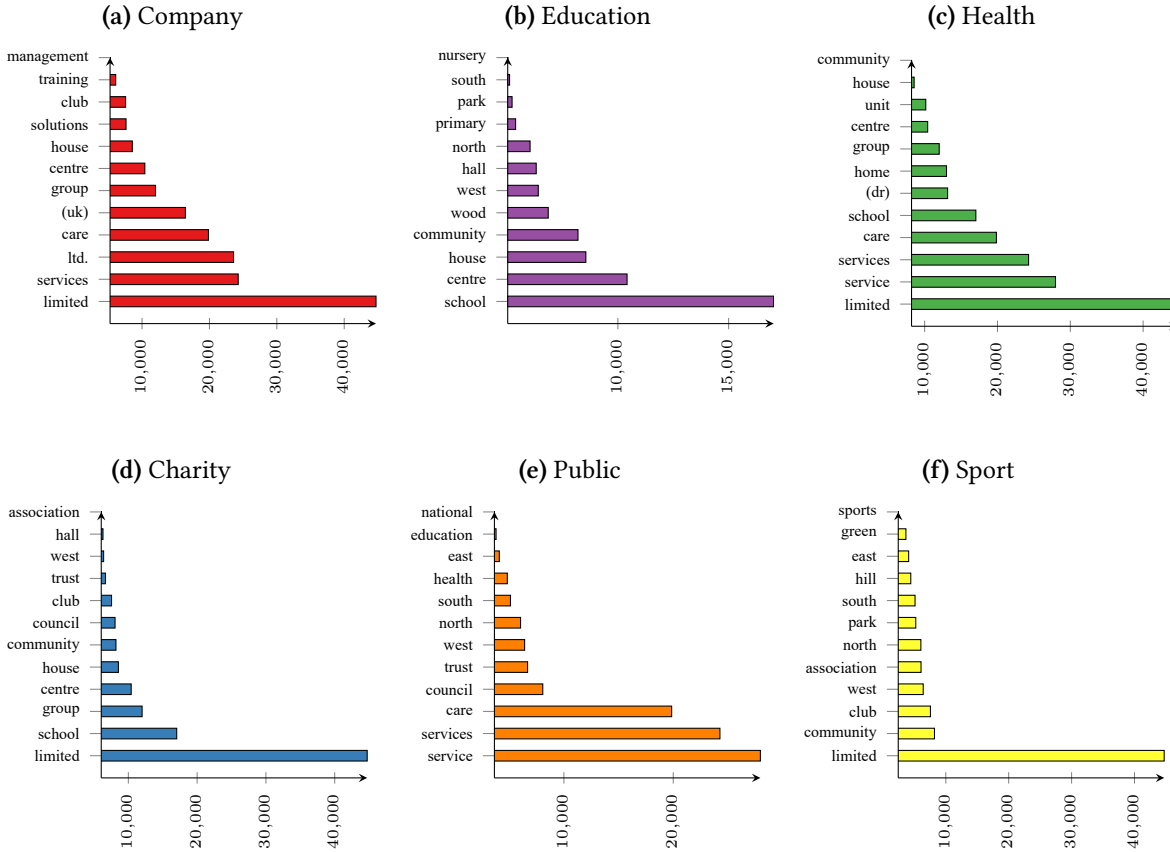 (a) Company
management
training
club
solutions
house
centre
group
(uk)
care
ltd.
services
limited
10,000
20,000
30,000
40,000
(b) Education
nursery
south
park
primary
north
hall
west
wood
community
house
centre
school
10,000
15,000
(c) Health
community
house
unit
centre
group
home
(dr)
school
care
services
service
limited
10,000
20,000
30,000
40,000
(d) Charity
association
hall
west
trust
club
council
community
house
centre
group
school
limited
10,000
20,000
30,000
40,000
(e) Public
national
education
east
health
south
north
west
trust
council
care
services
service
10,000
20,000
(f) Sport
sports
green
east
hill
south
park
north
association
west
club
community
limited
10,000
20,000
30,000
40,000